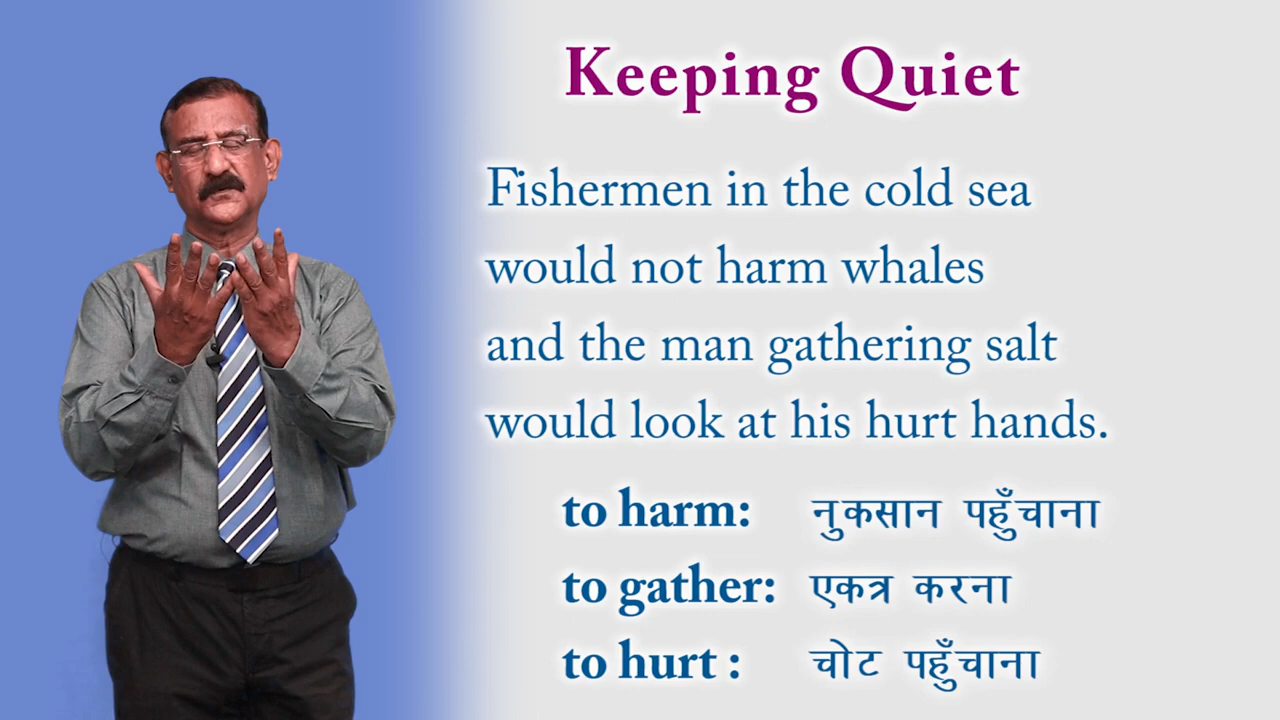 Keeping Quiet
Fishermen in the cold sea
would not harm whales
and the man gathering salt
would look at his hurt hands.
to harm: नुकसान पहुँचाना
to gather: एकत्र करना
to hurt : चोट पहुँचाना